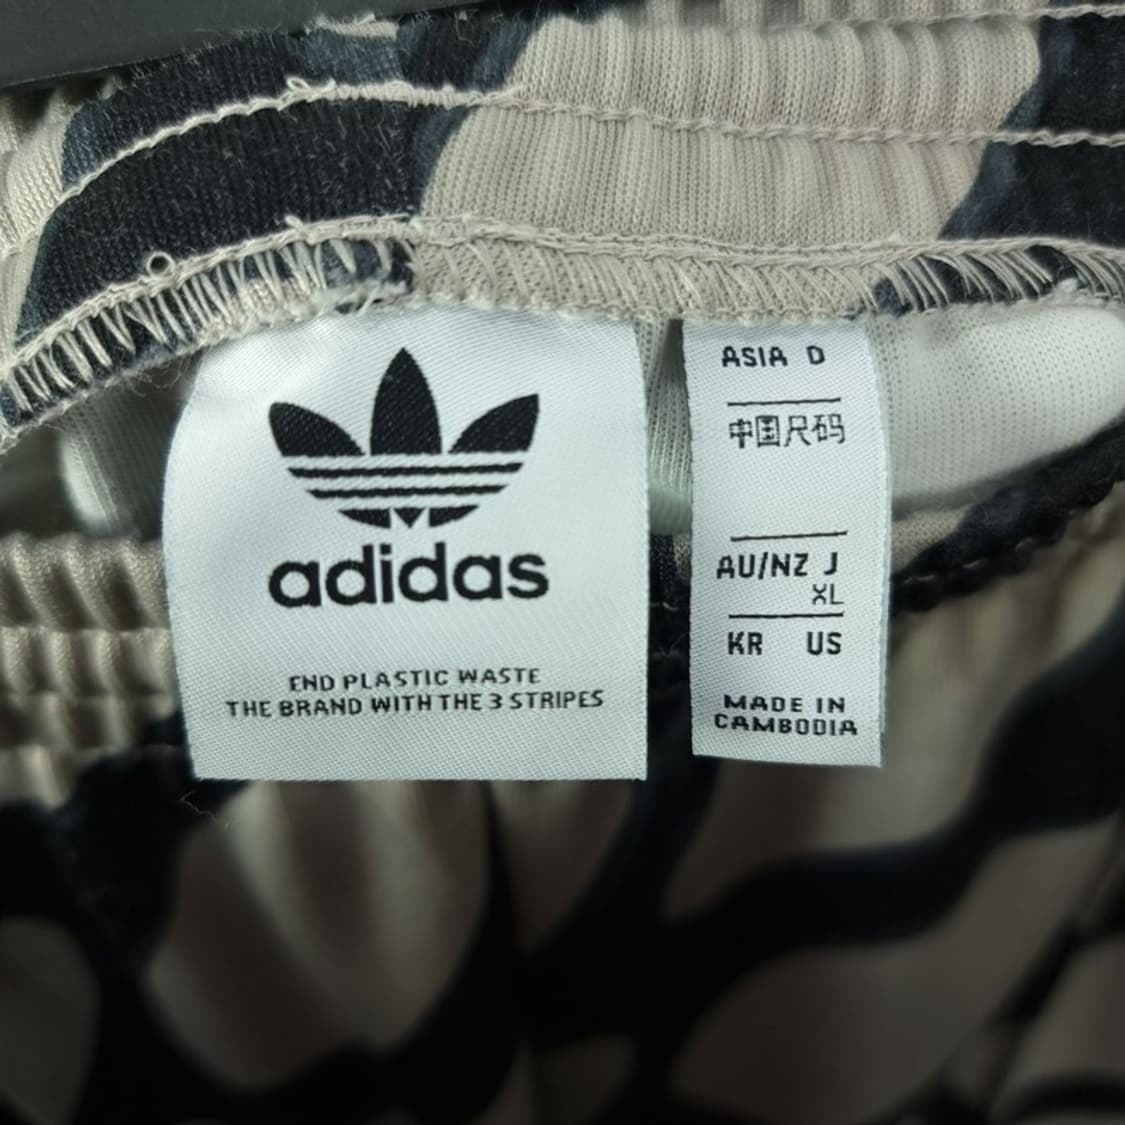 adidas
END PLASTIC WASTE
THE BRAND WITH THE 3 STRIPES
ASIA D
中国尺码
AU/NZ J
XL
KR US
MADE IN
CAMBODIA